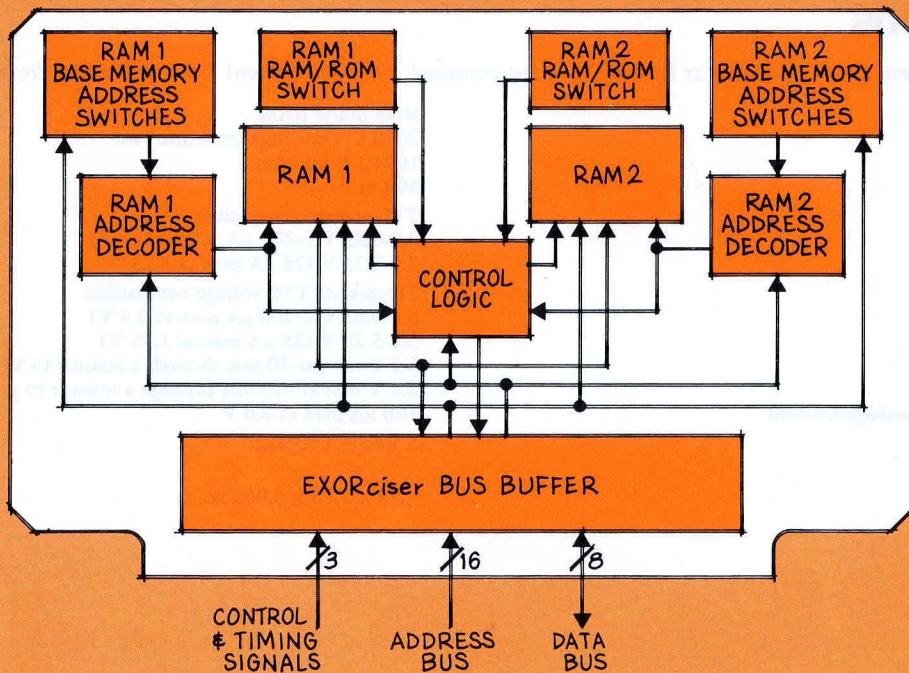 RAM 1
BASE MEMORY
ADDRESS
SWITCHES
RAM 1
RAM/ROM
SWITCH
RAM 2
RAM/ROM
SWITCH
RAM 2
BASE MEMORY
ADDRESS
SWITCHES
RAM 1
ADDRESS
DECODER
RAM 1
RAM 2
RAM 2
ADDRESS
DECODER
CONTROL
LOGIC
EXORciser BUS BUFFER
3
16
8
CONTROL
& TIMING
SIGNALS
ADDRESS
BUS
DATA
BUS